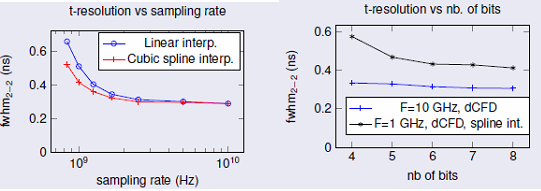 t-resolution vs sampling rate
fwhm2−2 (ns)
0.6
0.4
0.2
0
Linear interp.
Cubic spline interp.
10^9
10^10
sampling rate (Hz)
t-resolution vs nb. of bits
fwhm2−2 (ns)
0.6
0.4
0.2
0
F=10 GHz, dCFD
F=1 GHz, dCFD, spline int.
4 5 6 7 8
nb of bits